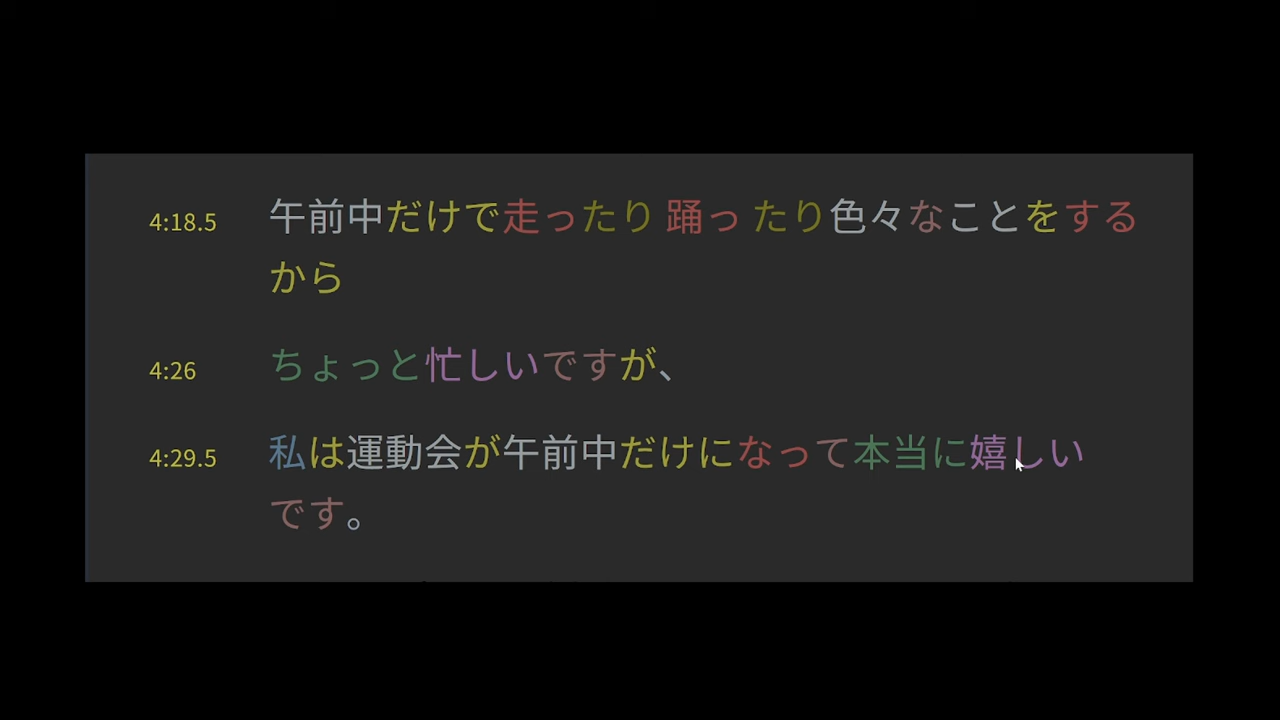 4:18.5 午前中だけで走ったり 踊っ たり色々なことをする
から
4:26 ちょっと忙しいですが、
4:29.5 私は運動会が午前中だけになって本当に嬉しい
です。